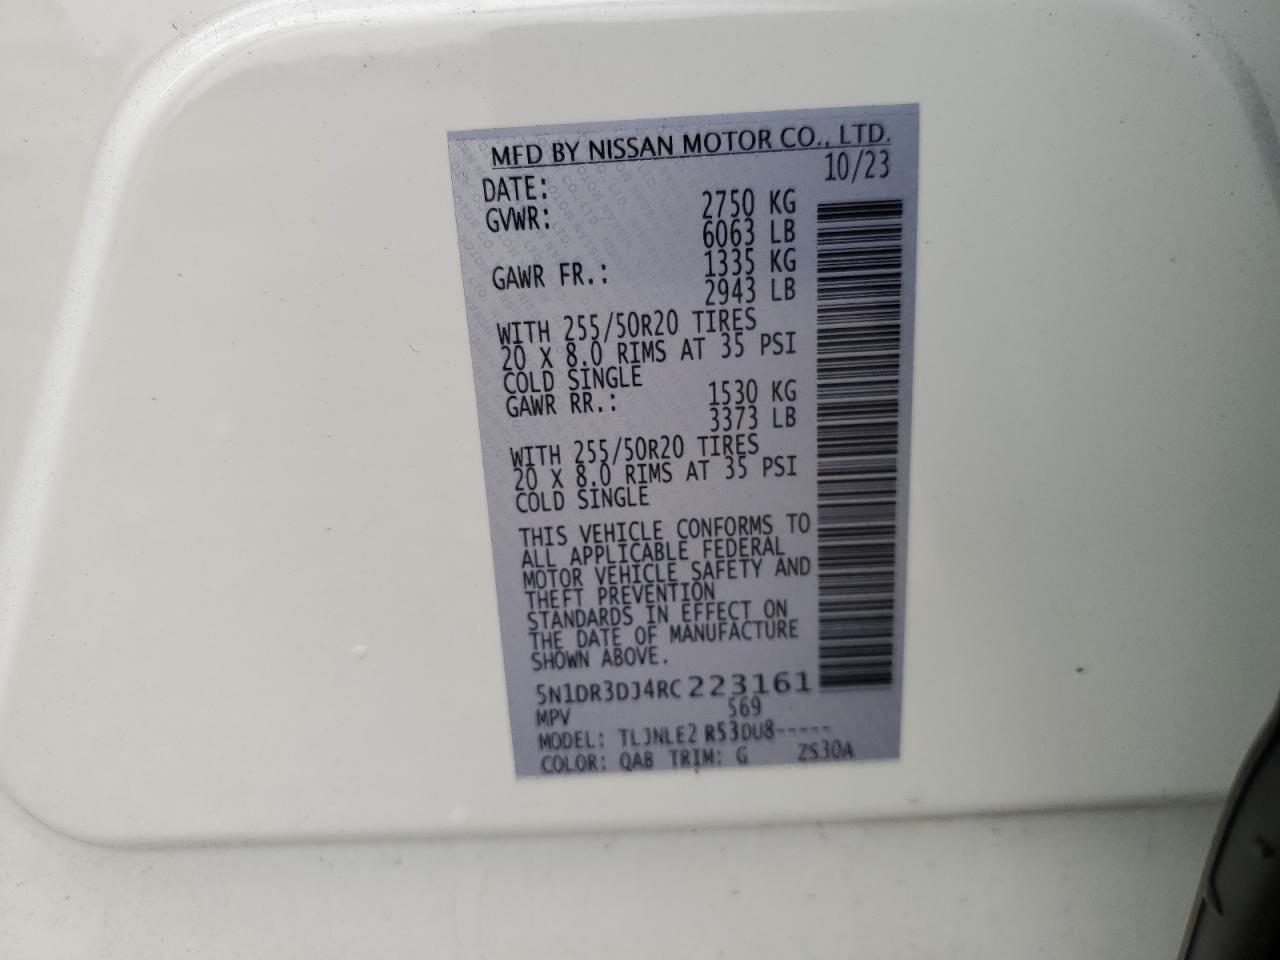 MFD BY NISSAN MOTOR CO., LTD.
DATE: 10/23
GVWR: 2750 KG
6063 LB
GAWR FR.: 1335 KG
2943 LB
WITH 255/50R20 TIRES
20 X 8.0 RIMS AT 35 PSI
COLD SINGLE
GAWR RR.: 1530 KG
3373 LB
WITH 255/50R20 TIRES
20 X 8.0 RIMS AT 35 PSI
COLD SINGLE
THIS VEHICLE CONFORMS TO
ALL APPLICABLE FEDERAL
MOTOR VEHICLE SAFETY AND
THEFT PREVENTION
STANDARDS IN EFFECT ON
THE DATE OF MANUFACTURE
SHOWN ABOVE.
5N1DR3DJ4RC223161
MPV 569
MODEL: TLJNLE2 R53DU8-----
COLOR: QAB TRIM: G ZS30A